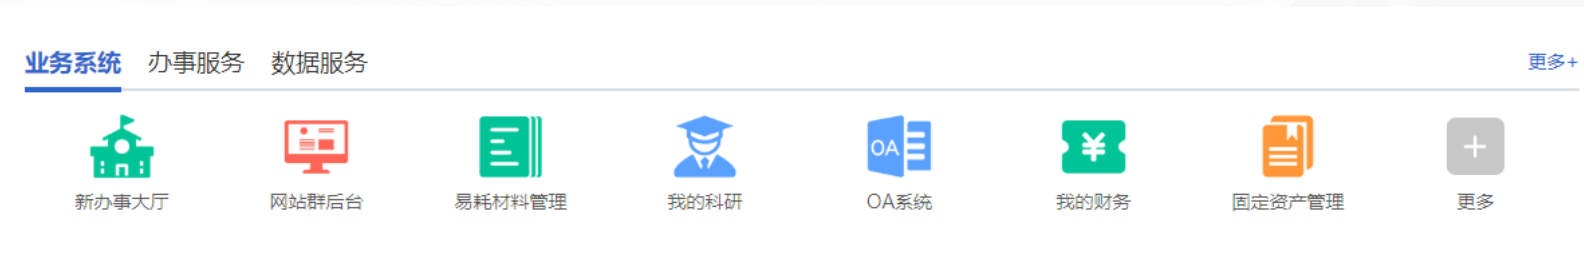 业务系统 办事服务 数据服务 更多+
OA ¥
新办事大厅 网站群后台 易耗材料管理 我的科研 OA系统 我的财务 固定资产管理 更多